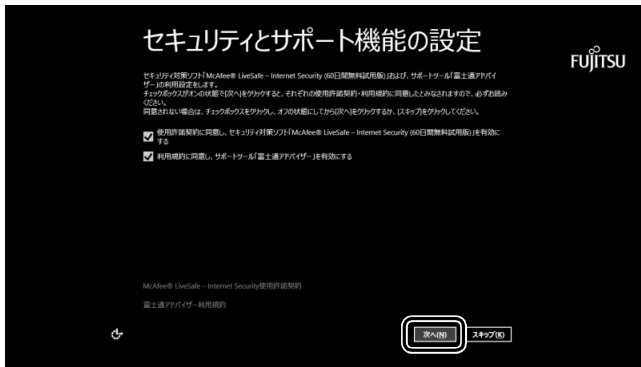 セキュリティとサポート機能の設定
FUJITSU
セキュリティ対策ソフト「McAfee® LiveSafe – Internet Security (60日間無料試用版)」および、サポートツール「富士通アドバイ
ザー」の利用設定をします。
チェックボックスがオンの状態で[次へ]をクリックすると、それぞれの使用許諾契約・利用規約に同意したとみなされますので、必ずお読み
ください。
同意されない場合は、チェックボックスをクリックし、オフの状態にしてから[次へ]をクリックするか、[スキップ]をクリックしてください。
使用許諾契約に同意し、セキュリティ対策ソフト「McAfee® LiveSafe – Internet Security (60日間無料試用版)」を有効に
する
利用規約に同意し、サポートツール「富士通アドバイザー」を有効にする
McAfee® LiveSafe – Internet Security使用許諾契約
富士通アドバイザー利用規約
次へ(N)
スキップ(K)